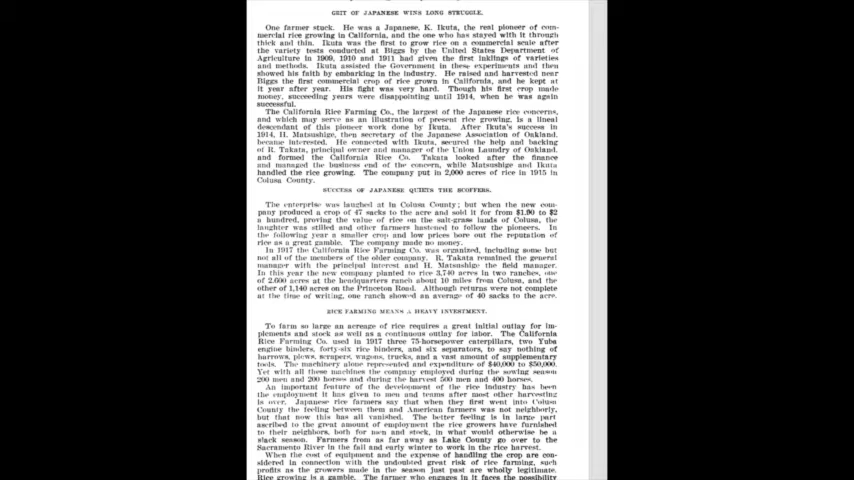 GRIT OF JAPANESE WINS LONG STRUGGLE.
One farmer stuck. He was a Japanese, K. Ikuta, the real pioneer of com-
mercial rice growing in California, and the one who has stayed with it through
thick and thin. Ikuta was the first to grow rice on a commercial scale after
the variety tests conducted at Biggs by the United States Department of
Agriculture in 1909, 1910 and 1911 had given the first inklings of varieties
and methods. Ikuta assisted the Government in these experiments and then
showed his faith by embarking in the industry. He raised and harvested near
Biggs the first commercial crop of rice grown in California, and he kept at
it year after year. His fight was very hard. Though his first crop made
money, succeeding years were disappointing until 1914, when he was again
successful.
The California Rice Farming Co., the largest of the Japanese rice concerns,
and which may serve as an illustration of present rice growing, is a lineal
descendant of this pioneer work done by Ikuta. After Ikuta's success in
1914, H. Matsushige, then secretary of the Japanese Association of Oakland,
became interested. He connected with Ikuta, secured the help and backing
of R. Takata, principal owner and manager of the Union Laundry of Oakland,
and formed the California Rice Co. Takata looked after the finance
and managed the business end of the concern, while Matsushige and Ikuta
handled the rice growing. The company put in 2,000 acres of rice in 1915 in
Colusa County.
SUCCESS OF JAPANESE QUIETS THE SCOFFERS.
The enterprise was laughed at in Colusa County; but when the new com-
pany produced a crop of 47 sacks to the acre and sold it for from $1.90 to $2
a hundred, proving the value of rice on the salt-grass lands of Colusa, the
laughter was stilled and other farmers hastened to follow the pioneers. In
the following year a smaller crop and low prices bore out the reputation of
rice as a great gamble. The company made no money.
In 1917 the California Rice Farming Co. was organized, including some but
not all of the members of the older company. R. Takata remained the general
manager with the principal interest and H. Matsushige the field manager.
In this year the new company planted to rice 3,740 acres in two ranches, one
of 2,600 acres at the headquarters ranch about 10 miles from Colusa, and the
other of 1,140 acres on the Princeton Road. Although returns were not complete
at the time of writing, one ranch showed an average of 40 sacks to the acre.
RICE FARMING MEANS A HEAVY INVESTMENT.
To farm so large an acreage of rice requires a great initial outlay for im-
plements and stock as well as a continuous outlay for labor. The California
Rice Farming Co. used in 1917 three 75-horsepower caterpillars, two Yuba
engine binders, forty-six rice binders, and six separators, to say nothing of
harrows, plows, scrapers, wagons, trucks, and a vast amount of supplementary
tools. The machinery alone represented and expenditure of $40,000 to $50,000.
Yet with all these machines the company employed during the sowing season
200 men and 200 horses and during the harvest 500 men and 400 horses.
An important feature of the development of the rice industry has been
the employment it has given to men and teams after most other harvesting
is over. Japanese rice farmers say that when they first went into Colusa
County the feeling between them and American farmers was not neighborly,
but that now this has all vanished. The better feeling is in large part
ascribed to the great amount of employment the rice growers have furnished
to their neighbors, both for men and stock, in what would otherwise be a
slack season. Farmers from as far away as Lake County go over to the
Sacramento River in the fall and early winter to work in the rice harvest.
When the cost of equipment and the expense of handling the crop are con-
sidered in connection with the undoubted great risk of rice farming, such
profits as the growers made in the season just past are wholly legitimate.
Rice growing is a gamble. The farmer who engages in it faces the possibility